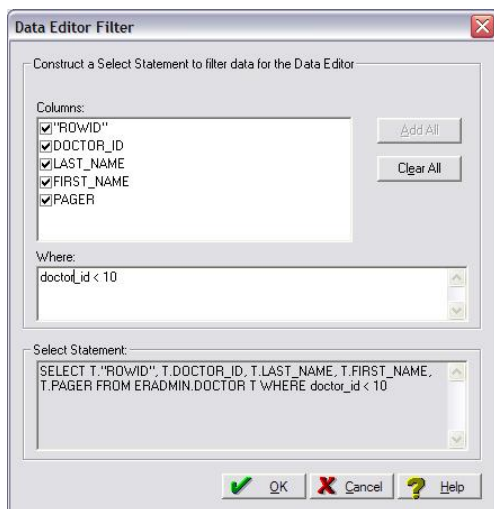 Data Editor Filter
Construct a Select Statement to filter data for the Data Editor
Columns:
"ROWID"
DOCTOR_ID
LAST_NAME
FIRST_NAME
PAGER
Add All
Clear All
Where:
doctor_id < 10
Select Statement:
SELECT T."ROWID", T.DOCTOR_ID, T.LAST_NAME, T.FIRST_NAME,
T.PAGER FROM ERADMIN.DOCTOR T WHERE doctor_id < 10
OK
Cancel
Help